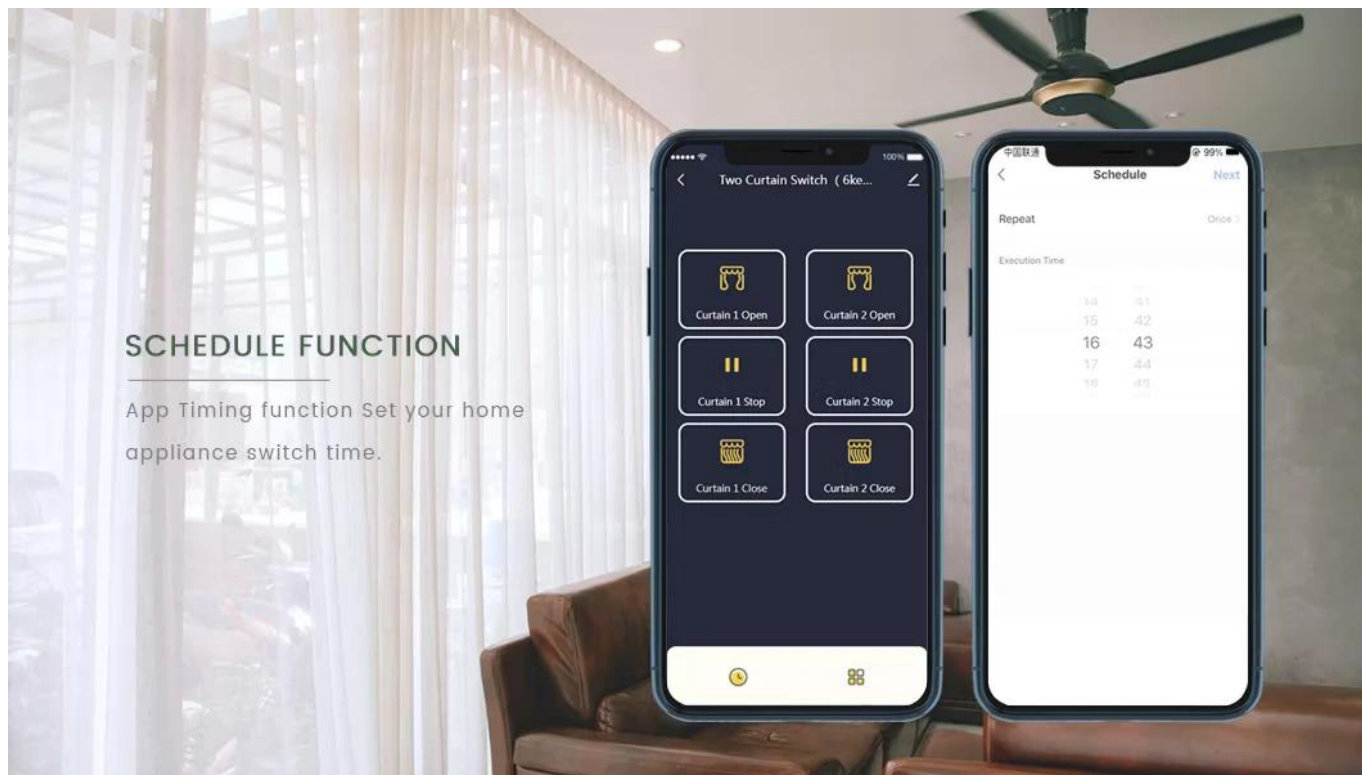 SCHEDULE FUNCTION
App Timing function Set your home
appliance switch time.
100%
Two Curtain Switch ( 6ke...
Curtain 1 Open
Curtain 2 Open
Curtain 1 Stop
Curtain 2 Stop
Curtain 1 Close
Curtain 2 Close
中国联通
99%
Schedule
Next
Repeat
Once
Execution Time
14 41
15 42
16 43
17 44
18 45